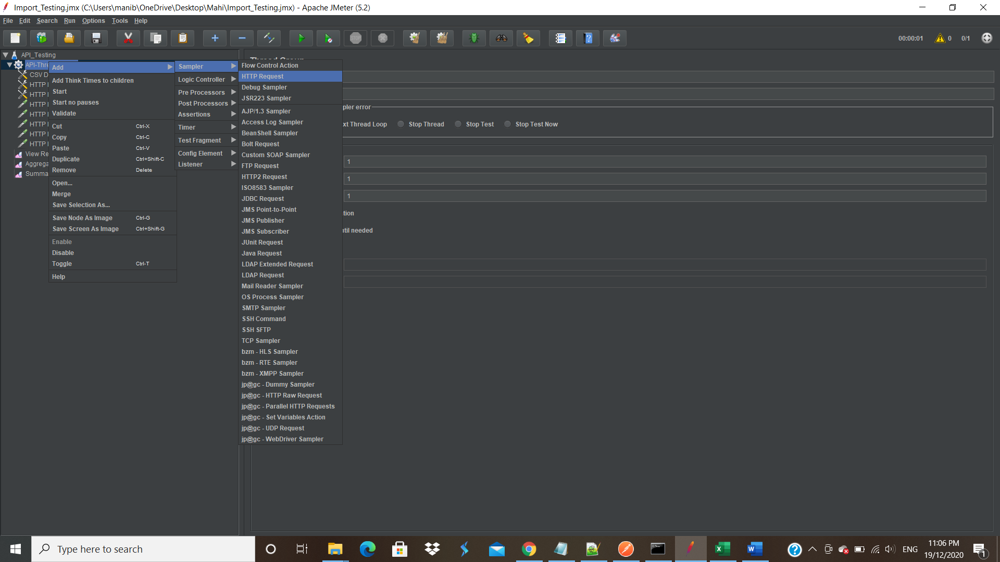 Import_Testing.jmx (C:\Users\manib\OneDrive\Desktop\Mahi\Import_Testing.jmx) - Apache JMeter (5.2)
File Edit Search Run Options Tools Help
00:00:01 0 0/1
API_Testing
API-Thre
CSV D
HTTP
HTTP
HTTP
HTTP
HTTP
HTTP
HTTP
View Re
Aggrega
Summa
Add
Add Think Times to children
Start
Start no pauses
Validate
Cut Ctrl-X
Copy Ctrl-C
Paste Ctrl-V
Duplicate Ctrl+Shift-C
Remove Delete
Open...
Merge
Save Selection As...
Save Node As Image Ctrl-G
Save Screen As Image Ctrl+Shift-G
Enable
Disable
Toggle Ctrl-T
Help
Sampler
Logic Controller
Pre Processors
Post Processors
Assertions
Timer
Test Fragment
Config Element
Listener
Flow Control Action
HTTP Request
Debug Sampler
JSR223 Sampler
AJP/1.3 Sampler
Access Log Sampler
BeanShell Sampler
Bolt Request
Custom SOAP Sampler
FTP Request
HTTP2 Request
ISO8583 Sampler
JDBC Request
JMS Point-to-Point
JMS Publisher
JMS Subscriber
JUnit Request
Java Request
LDAP Extended Request
LDAP Request
Mail Reader Sampler
OS Process Sampler
SMTP Sampler
SSH Command
SSH SFTP
TCP Sampler
bzm - HLS Sampler
bzm - RTE Sampler
bzm - XMPP Sampler
jp@gc - Dummy Sampler
jp@gc - HTTP Raw Request
jp@gc - Parallel HTTP Requests
jp@gc - Set Variables Action
jp@gc - UDP Request
jp@gc - WebDriver Sampler
pler error
xt Thread Loop Stop Thread Stop Test Stop Test Now
1
1
1
tion
til needed
Type here to search
ENG
11:06 PM
19/12/2020
1